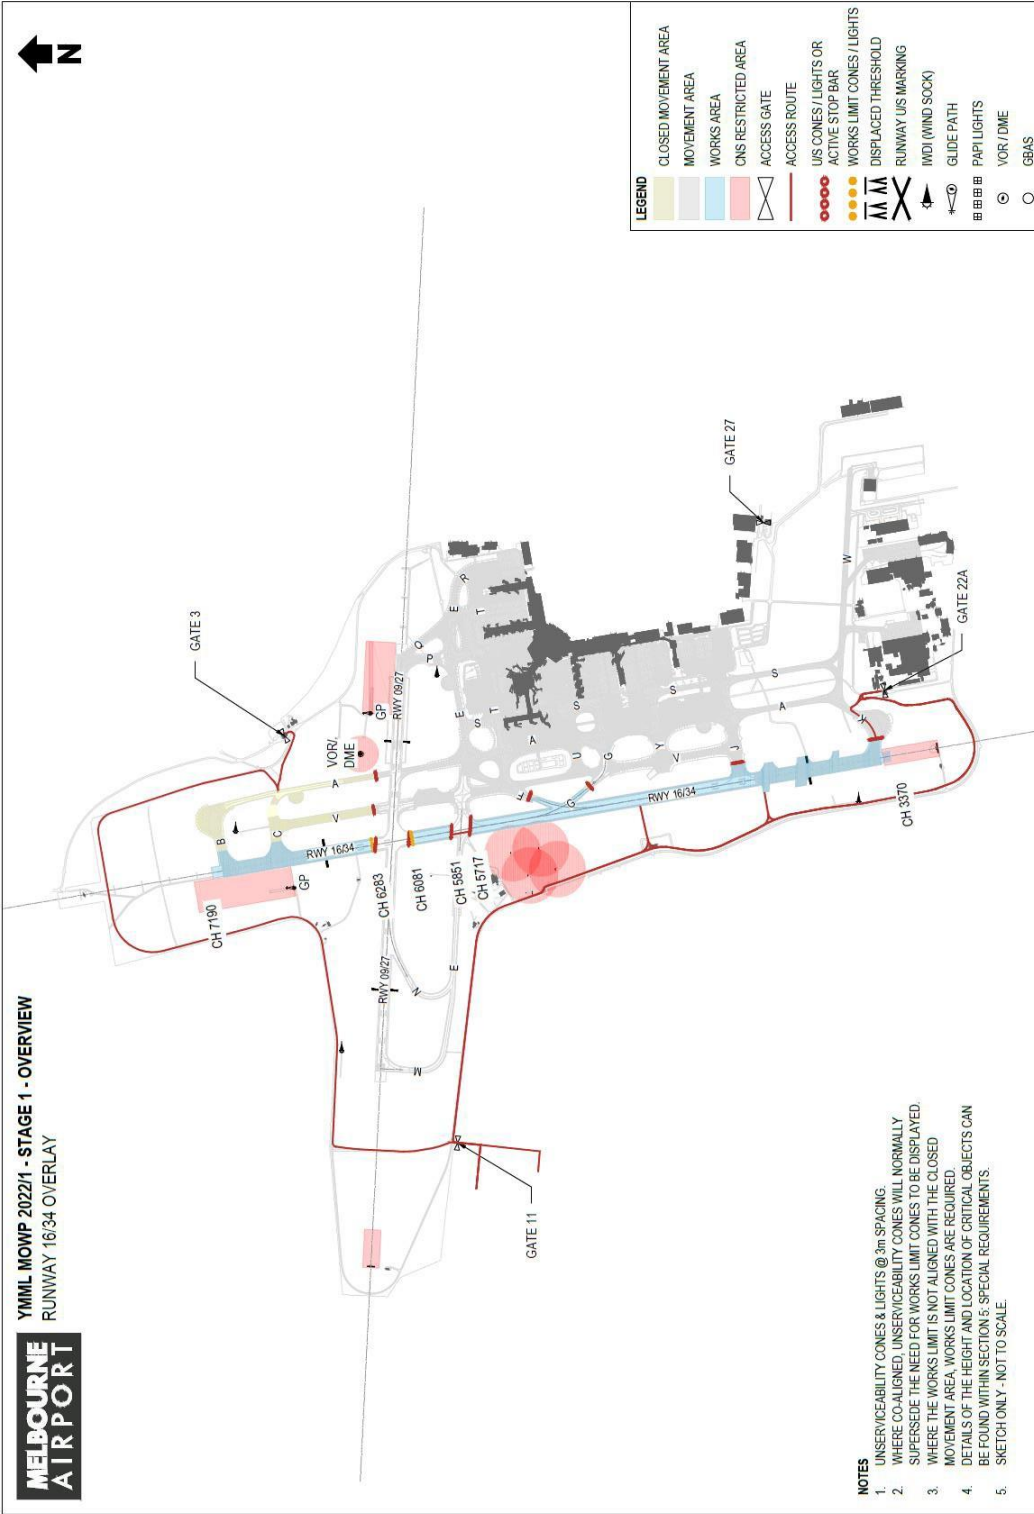 MELBOURNE
AIRPORT
YMML MOWP 2022/1 - STAGE 1 - OVERVIEW
RUNWAY 16/34 OVERLAY
N
GATE 3
GATE 27
GATE 22A
GATE 11
VOR/
DME
GP
GP
RWY 09/27
RWY 09/27
RWY 16/34
RWY 16/34
CH 7190
CH 6283
CH 6081
CH 5851
CH 5717
CH 3370
B
C
A
V
Q
P
R
E
T
E
T
S
S
A
U
G
Y
V
F
G
J
S
S
A
K
W
N
E
M
NOTES
1. UNSERVICEABILITY CONES & LIGHTS @ 3m SPACING.
2. WHERE CO-ALIGNED, UNSERVICEABILITY CONES WILL NORMALLY
SUPERSEDE THE NEED FOR WORKS LIMIT CONES TO BE DISPLAYED.
3. WHERE THE WORKS LIMIT IS NOT ALIGNED WITH THE CLOSED
MOVEMENT AREA, WORKS LIMIT CONES ARE REQUIRED.
4. DETAILS OF THE HEIGHT AND LOCATION OF CRITICAL OBJECTS CAN
BE FOUND WITHIN SECTION 5: SPECIAL REQUIREMENTS.
5. SKETCH ONLY - NOT TO SCALE.
LEGEND
CLOSED MOVEMENT AREA
MOVEMENT AREA
WORKS AREA
CNS RESTRICTED AREA
ACCESS GATE
ACCESS ROUTE
U/S CONES / LIGHTS OR
ACTIVE STOP BAR
WORKS LIMIT CONES / LIGHTS
DISPLACED THRESHOLD
RUNWAY U/S MARKING
IWDI (WIND SOCK)
GLIDE PATH
PAPI LIGHTS
VOR / DME
GBAS